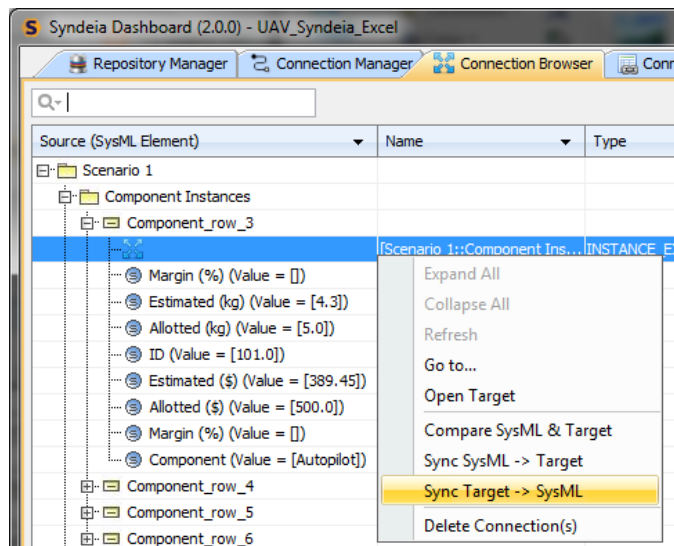 S Syndeia Dashboard (2.0.0) - UAV_Syndeia_Excel
Repository Manager Connection Manager Connection Browser Conn
Source (SysML Element) Name Type
Scenario 1
Component Instances
Component_row_3
[Scenario 1::Component Ins... INSTANCE_E
Margin (%) (Value = [])
Expand All
Estimated (kg) (Value = [4.3])
Collapse All
Allotted (kg) (Value = [5.0])
Refresh
ID (Value = [101.0])
Go to...
Estimated ($) (Value = [389.45])
Open Target
Allotted ($) (Value = [500.0])
Compare SysML & Target
Margin (%) (Value = [])
Sync SysML -> Target
Component (Value = [Autopilot])
Component_row_4
Sync Target -> SysML
Component_row_5
Delete Connection(s)
Component_row_6